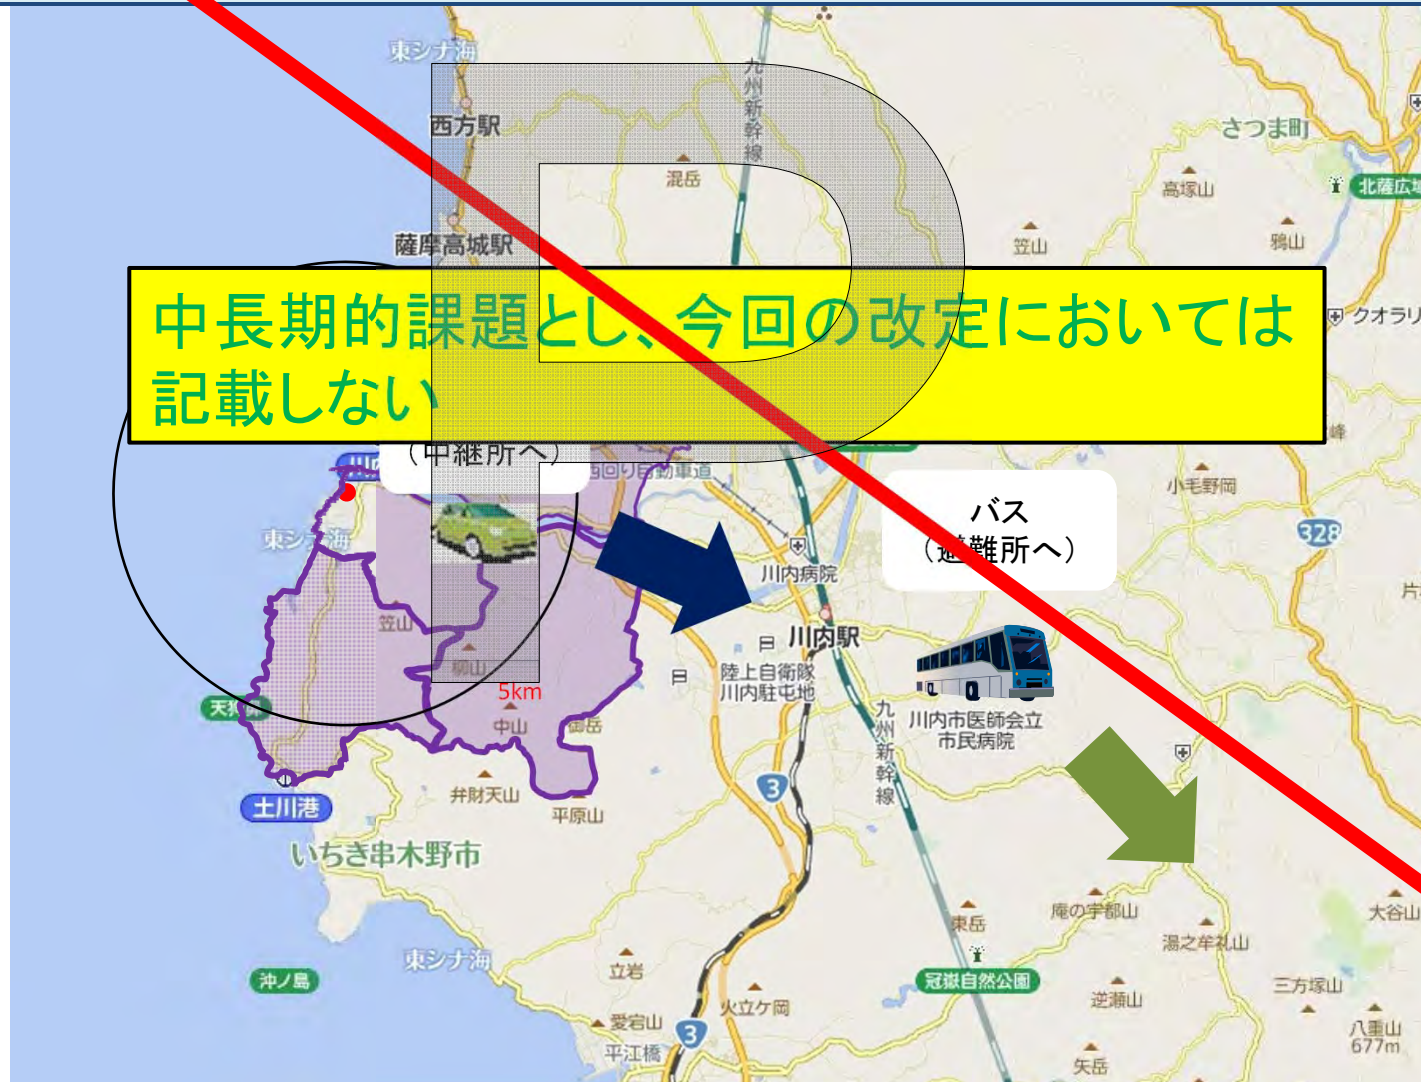 東シナ海
西方駅
九州新幹線
さつま町
混岳
高塚山
北薩広域
薩摩高城駅
笠山
鴉山
中長期的課題とし、今回の改定においては
記載しない
クオラリ
(中継所へ)
西回り自動車道
小毛野岡
東シナ海
バス
(避難所へ)
328
川内病院
笠山
川内駅
柳山
陸上自衛隊
川内駐屯地
5km
中山
御岳
九州新幹線
川内市医師会立
市民病院
弁財天山
3
土川港
平原山
いちき串木野市
東岳
庵の宇都山
大谷山
湯之牟礼山
東シナ海
立岩
沖ノ島
冠嶽自然公園
逆瀬山
三方塚山
火立ケ岡
愛宕山
3
八重山
677m
平江橋
矢岳
P